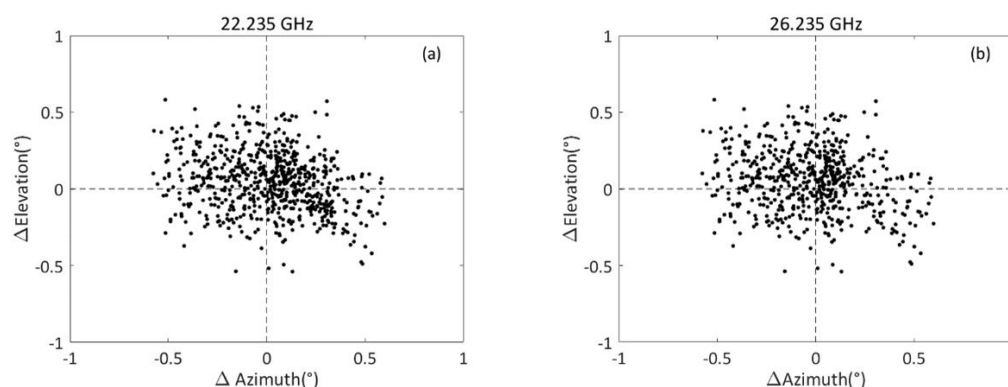 22.235 GHz
(a)
1
0.5
0
-0.5
-1
ΔElevation(°)
-1
-0.5
0
0.5
1
Δ Azimuth(°)
26.235 GHz
(b)
1
0.5
0
-0.5
-1
ΔElevation(°)
-1
-0.5
0
0.5
ΔAzimuth(°)